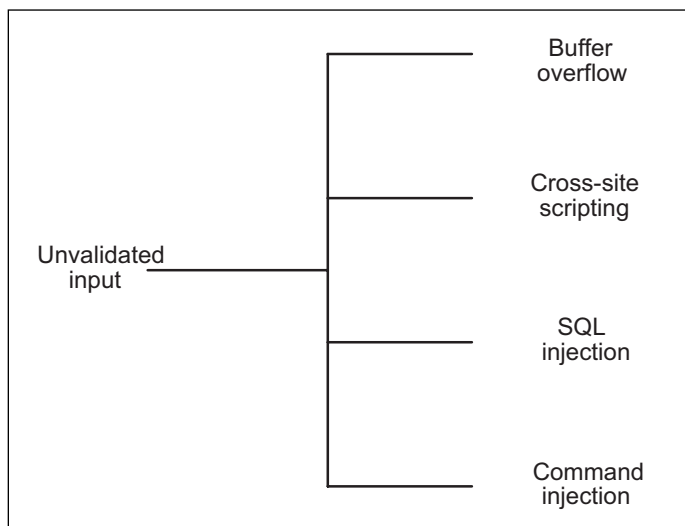 Buffer
overflow
Cross-site
scripting
Unvalidated
input
SQL
injection
Command
injection